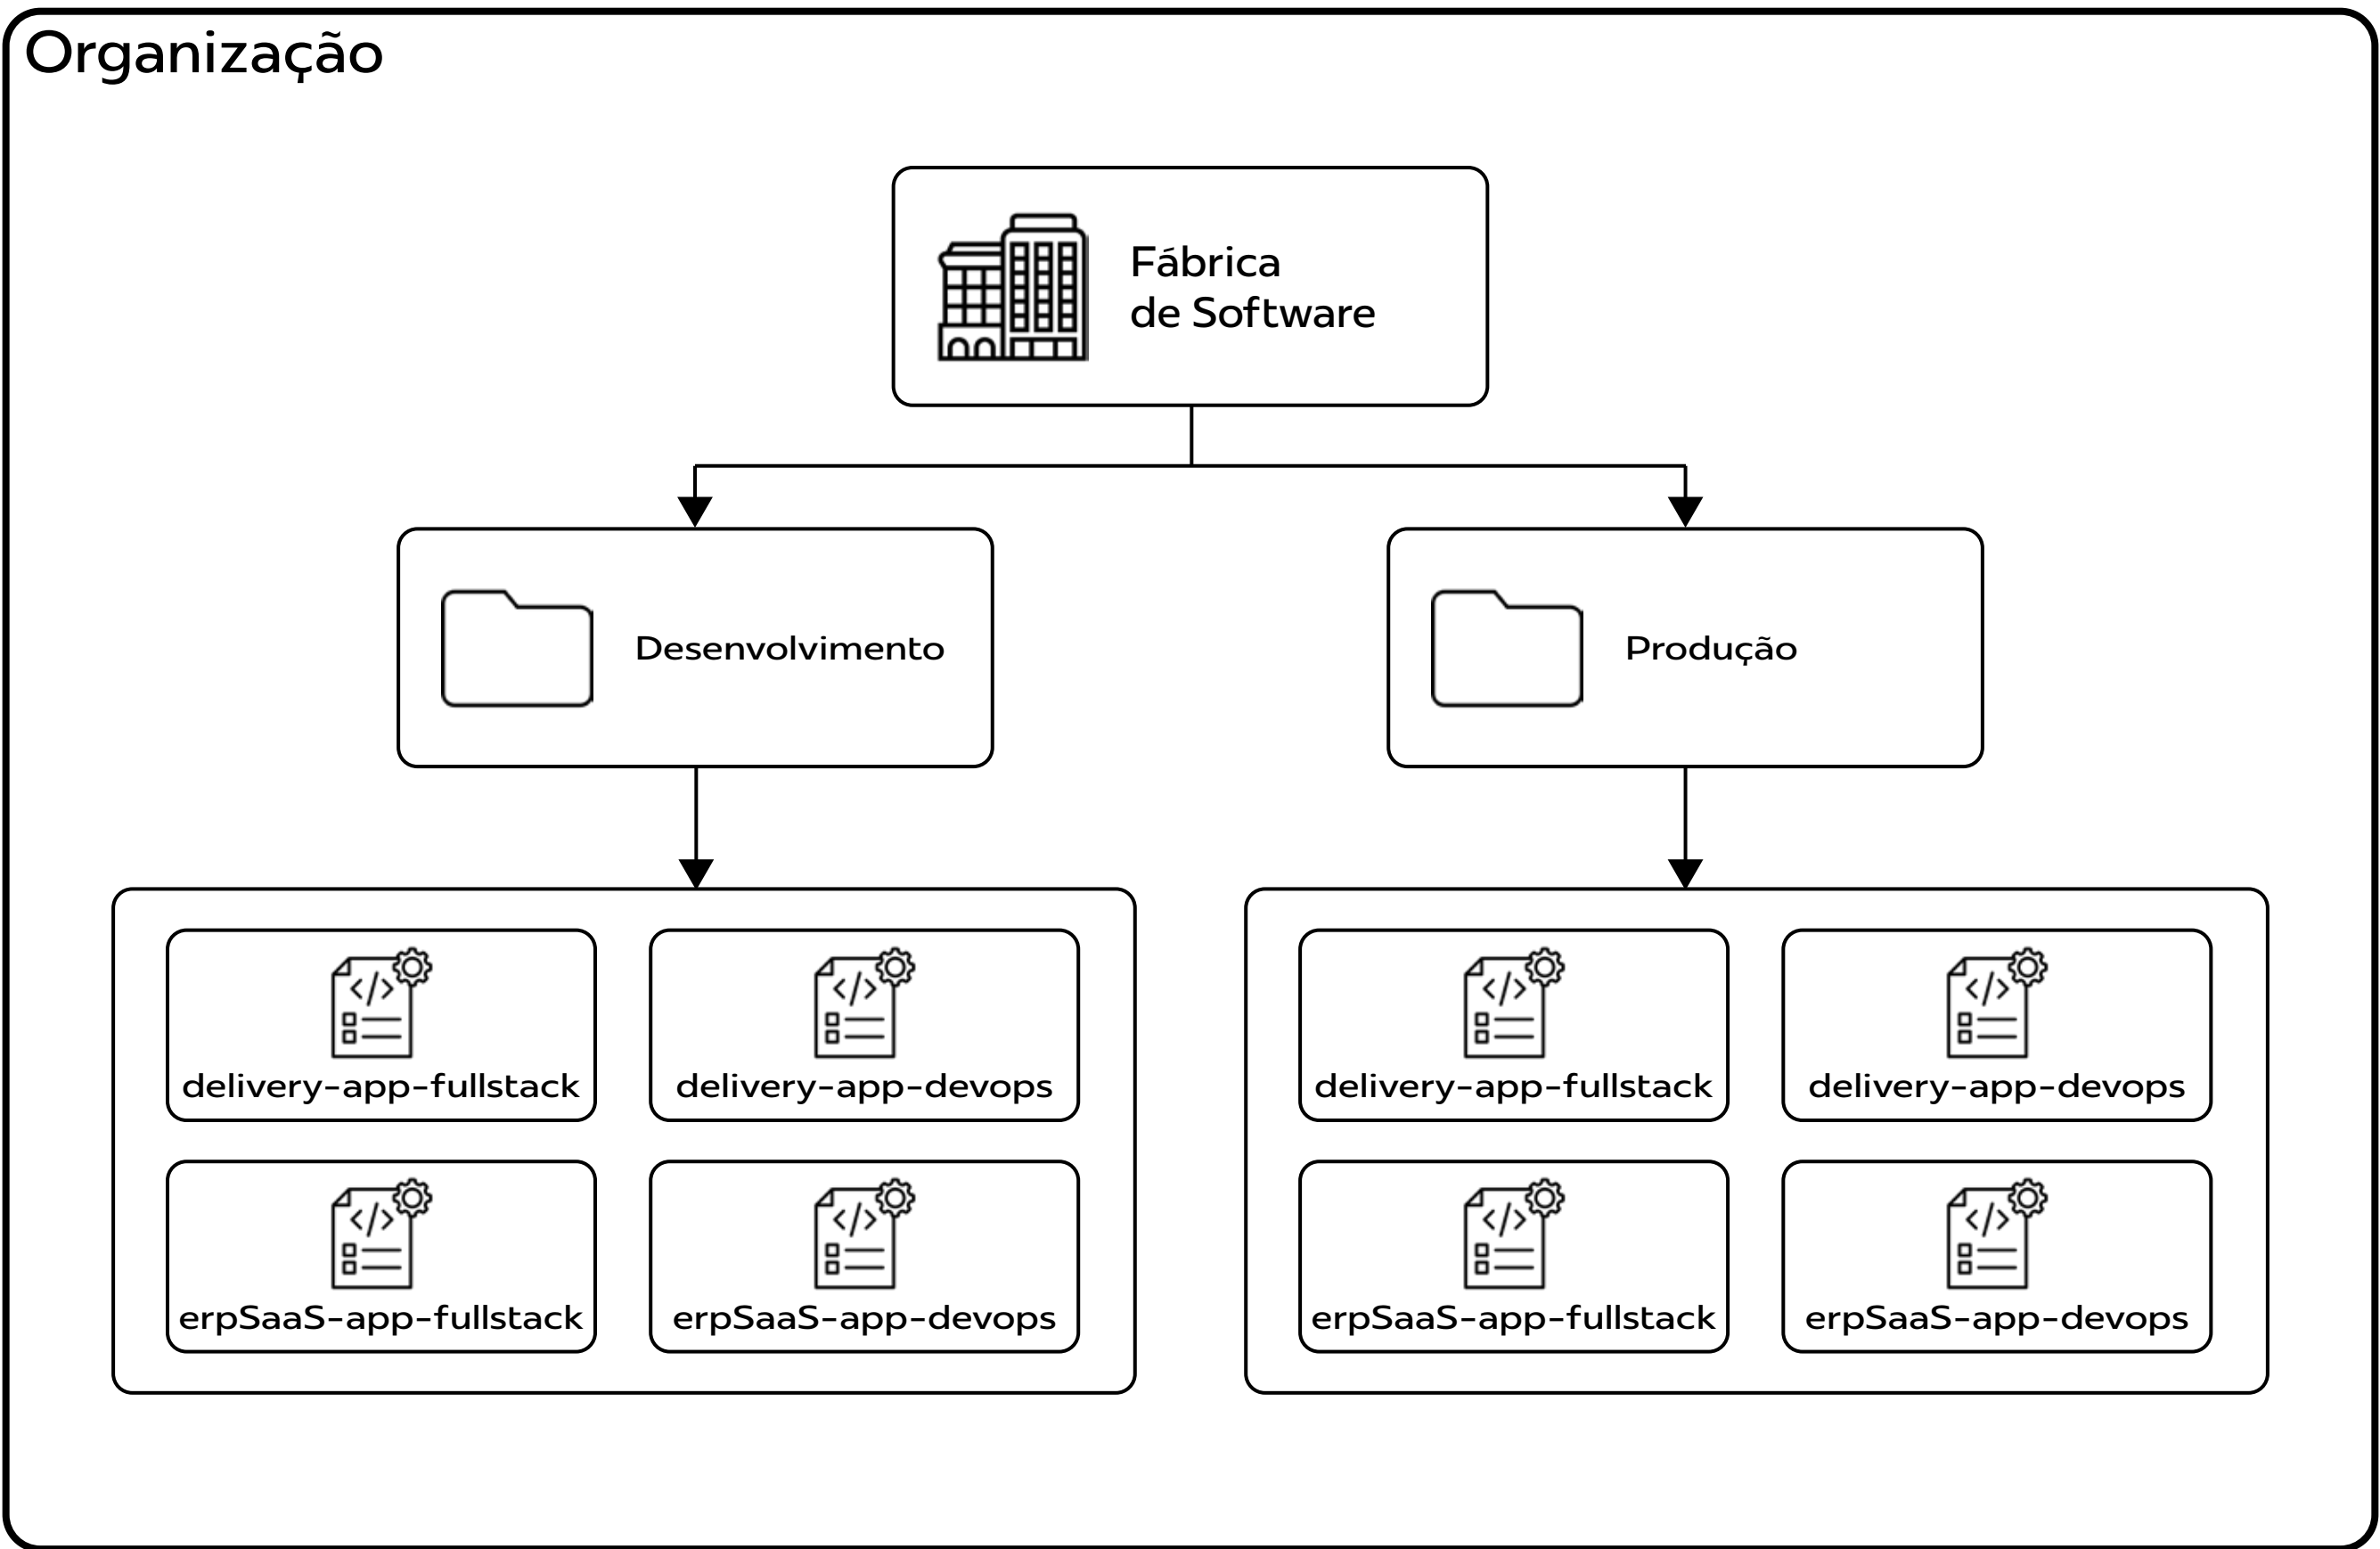 Organização
Fábrica
de Software
Desenvolvimento
Produção
delivery-app-fullstack
delivery-app-devops
erpSaaS-app-fullstack
erpSaaS-app-devops
delivery-app-fullstack
delivery-app-devops
erpSaaS-app-fullstack
erpSaaS-app-devops